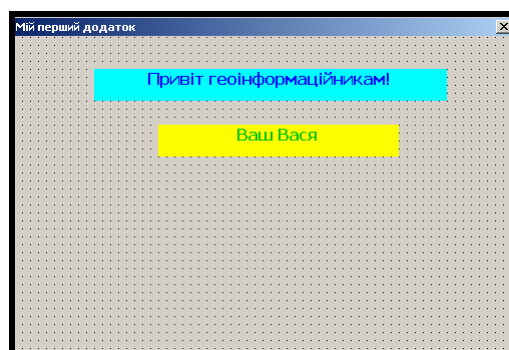 Мій перший додаток
Привіт геоінформаційникам!
Ваш Вася